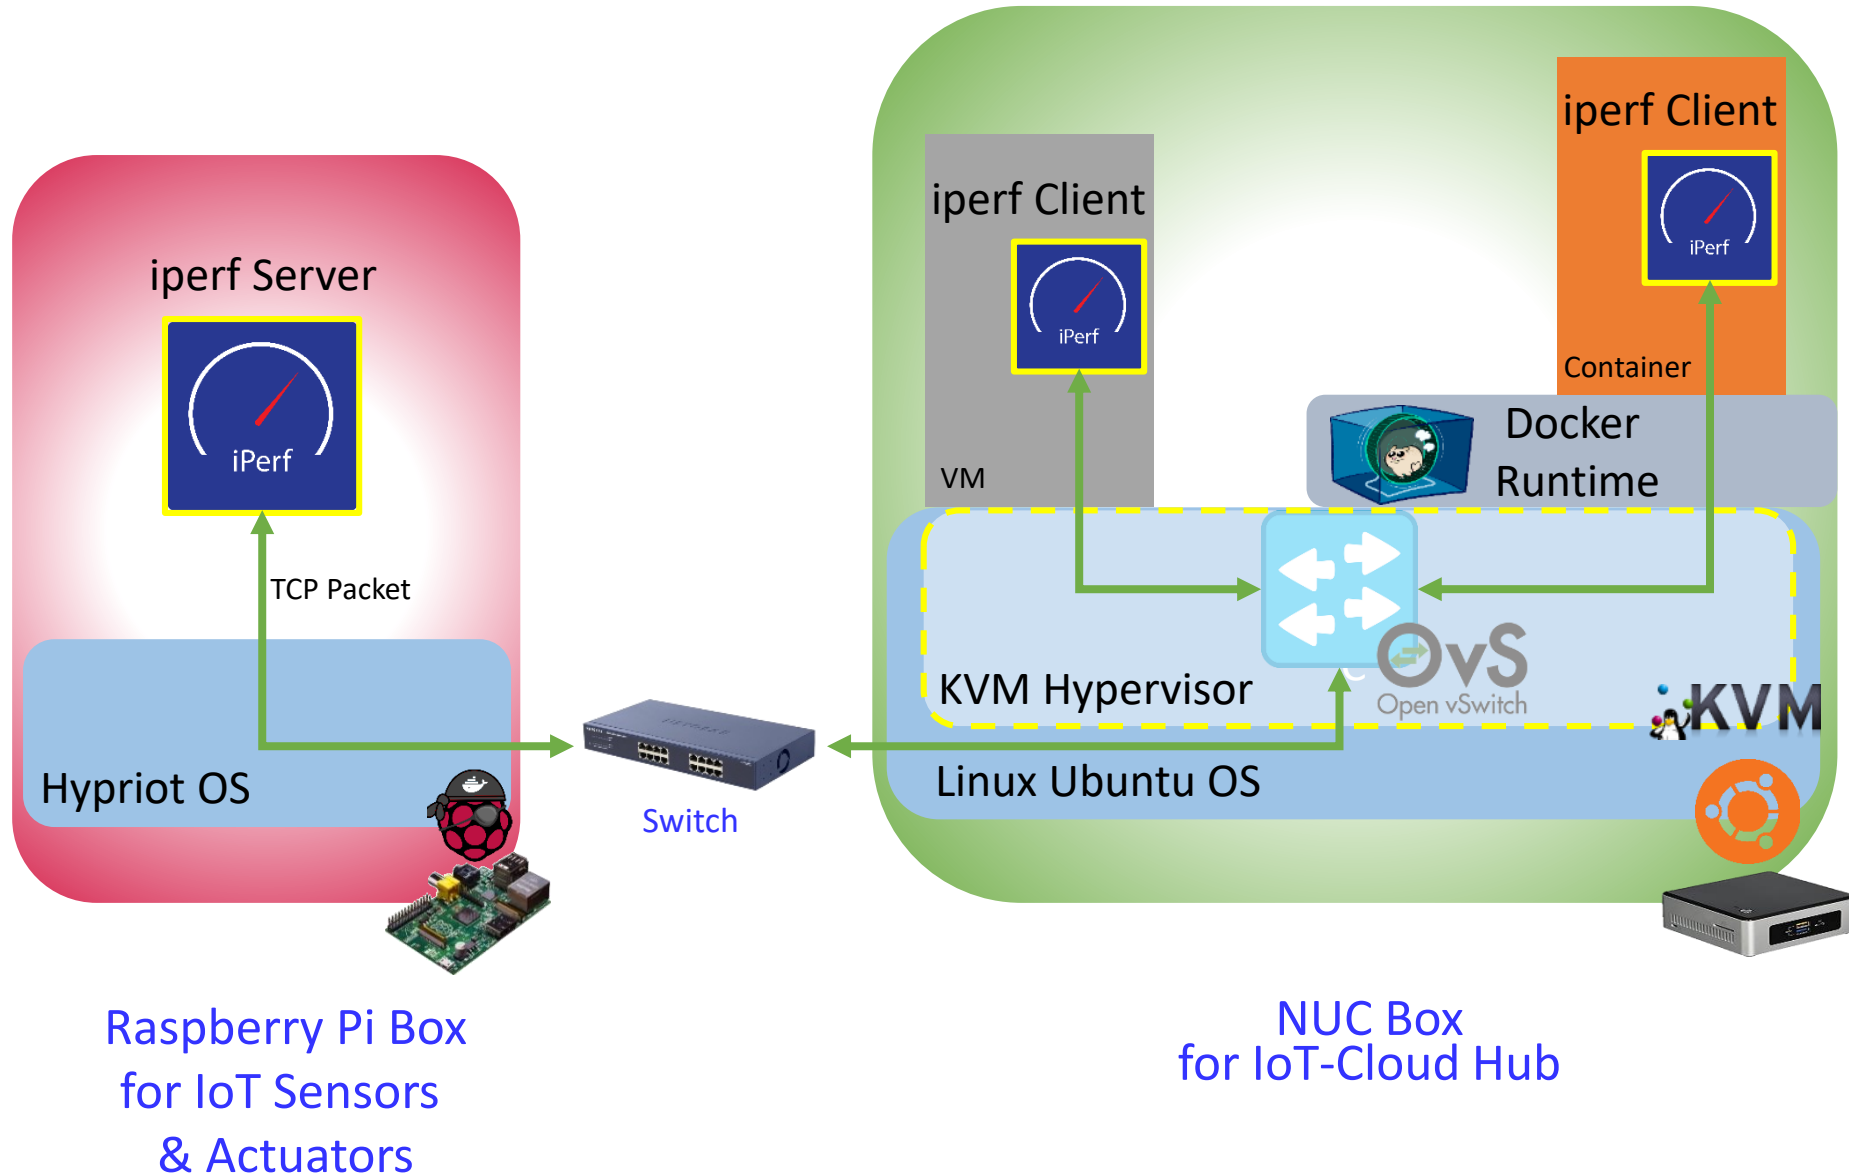 iperf Server
iPerf
TCP Packet
Hypriot OS
Raspberry Pi Box
for IoT Sensors
& Actuators
Switch
iperf Client
iPerf
VM
iperf Client
iPerf
Container
Docker
Runtime
C
OvS
Open vSwitch
KVM Hypervisor
KVM
Linux Ubuntu OS
NUC Box
for IoT-Cloud Hub